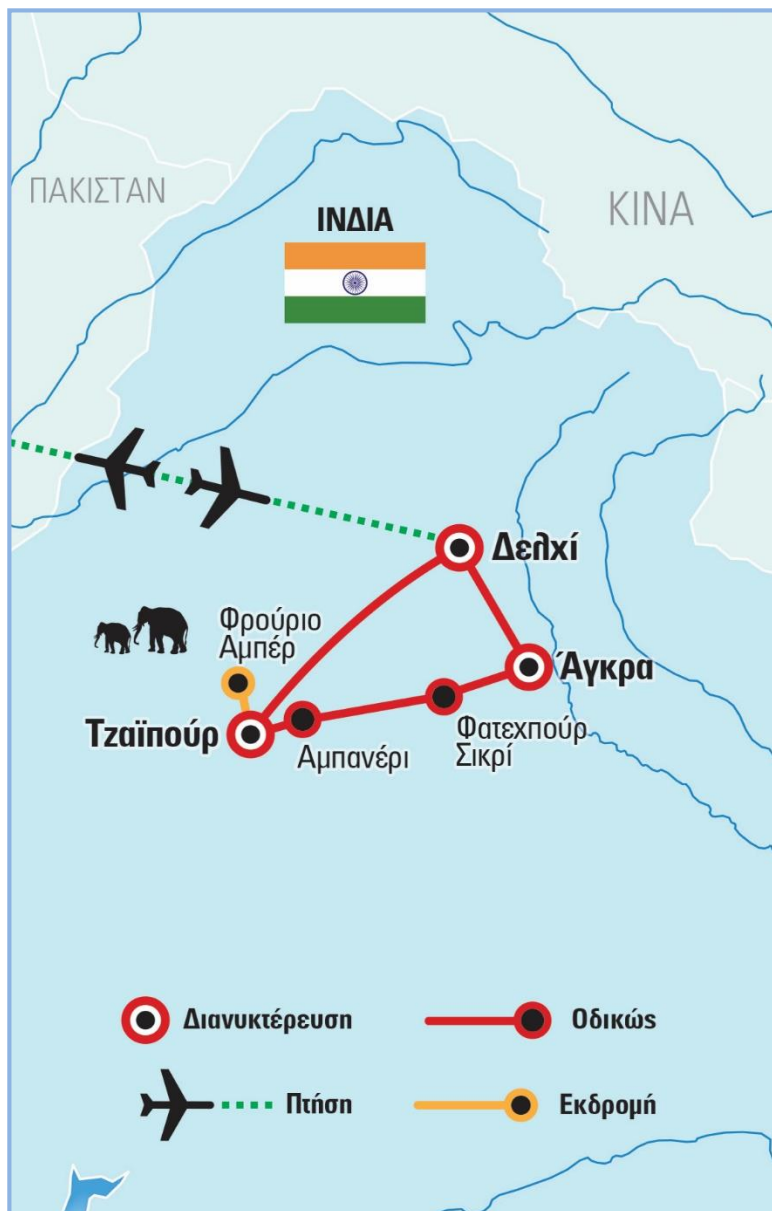 ΠΑΚΙΣΤΑΝ
ΙΝΔΙΑ
ΚΙΝΑ
Δελχί
Φρούριο
Αμπέρ
Άγκρα
Τζαϊπούρ
Αμπανέρι
Φατεχπούρ
Σικρί
Διανυκτέρευση
Οδικώς
Πτήση
Εκδρομή